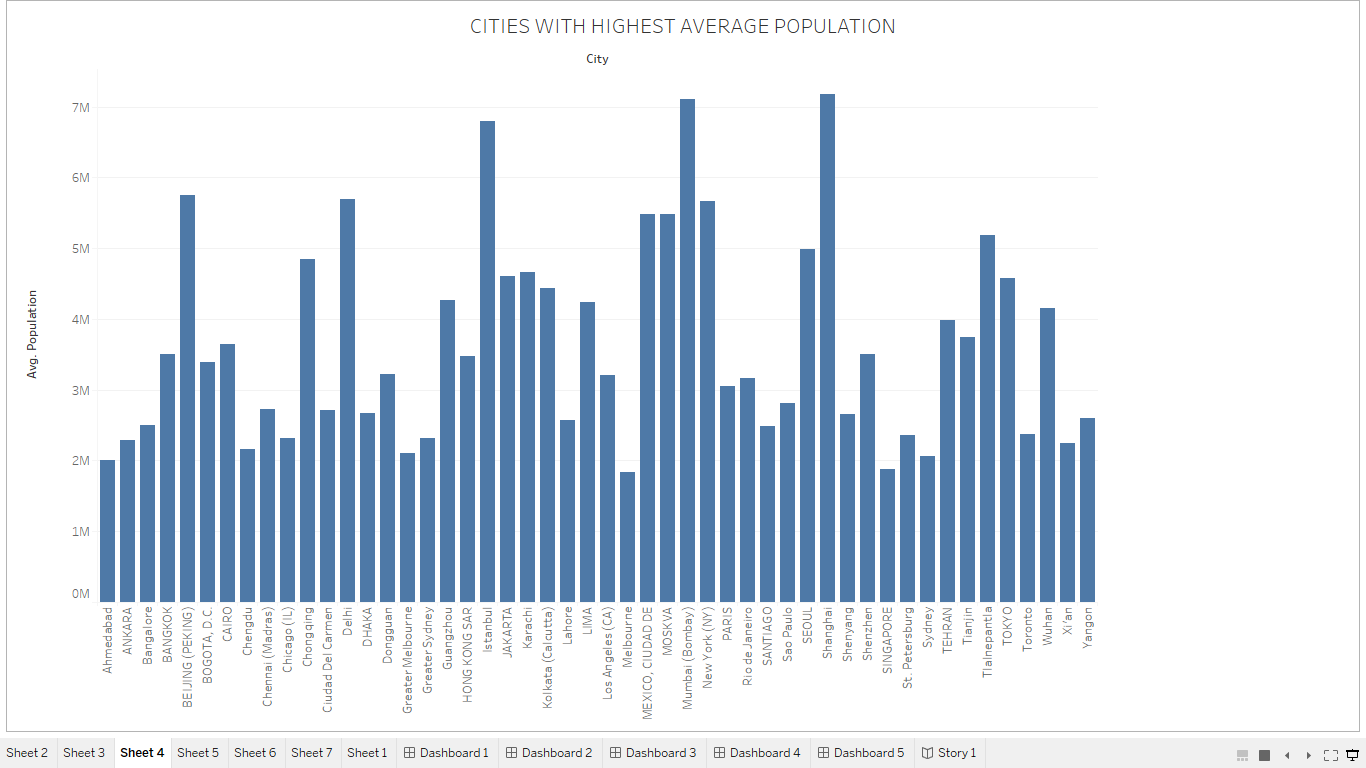 CITIES WITH HIGHEST AVERAGE POPULATION
City
Avg. Population
7M
6M
5M
4M
3M
2M
1M
0M
Ahmedabad
ANKARA
Bangalore
BANGKOK
BEIJING (PEKING)
BOGOTA, D.C.
CAIRO
Chengdu
Chennai (Madras)
Chicago (IL)
Chongqing
Ciudad Del Carmen
Delhi
DHAKA
Dongguan
Greater Melbourne
Greater Sydney
Guangzhou
HONG KONG SAR
Istanbul
JAKARTA
Karachi
Kolkata (Calcutta)
Lahore
LIMA
Los Angeles (CA)
Melbourne
MEXICO, CIUDAD DE
MOSKVA
Mumbai (Bombay)
New York (NY)
PARIS
Rio de Janeiro
SANTIAGO
Sao Paulo
SEOUL
Shanghai
Shenyang
Shenzhen
SINGAPORE
St. Petersburg
Sydney
TEHRAN
Tianjin
Tlalnepantla
TOKYO
Toronto
Wuhan
Xi'an
Yangon
Sheet 2 Sheet 3 Sheet 4 Sheet 5 Sheet 6 Sheet 7 Sheet 1 Dashboard 1 Dashboard 2 Dashboard 3 Dashboard 4 Dashboard 5 Story 1